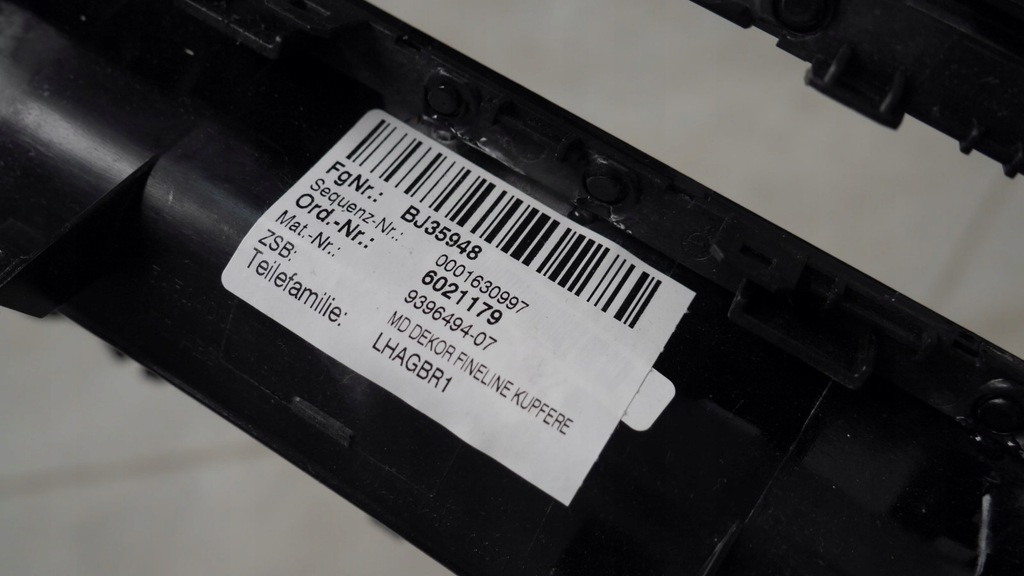 FgNr.: BJ35948
Sequenz-Nr.: 0001630997
Ord.-Nr.: 6021179
Mat.-Nr.: 9396494-07
ZSB: MD DEKOR FINELINE KUPFERE
Teilefamilie: LHAGBR1